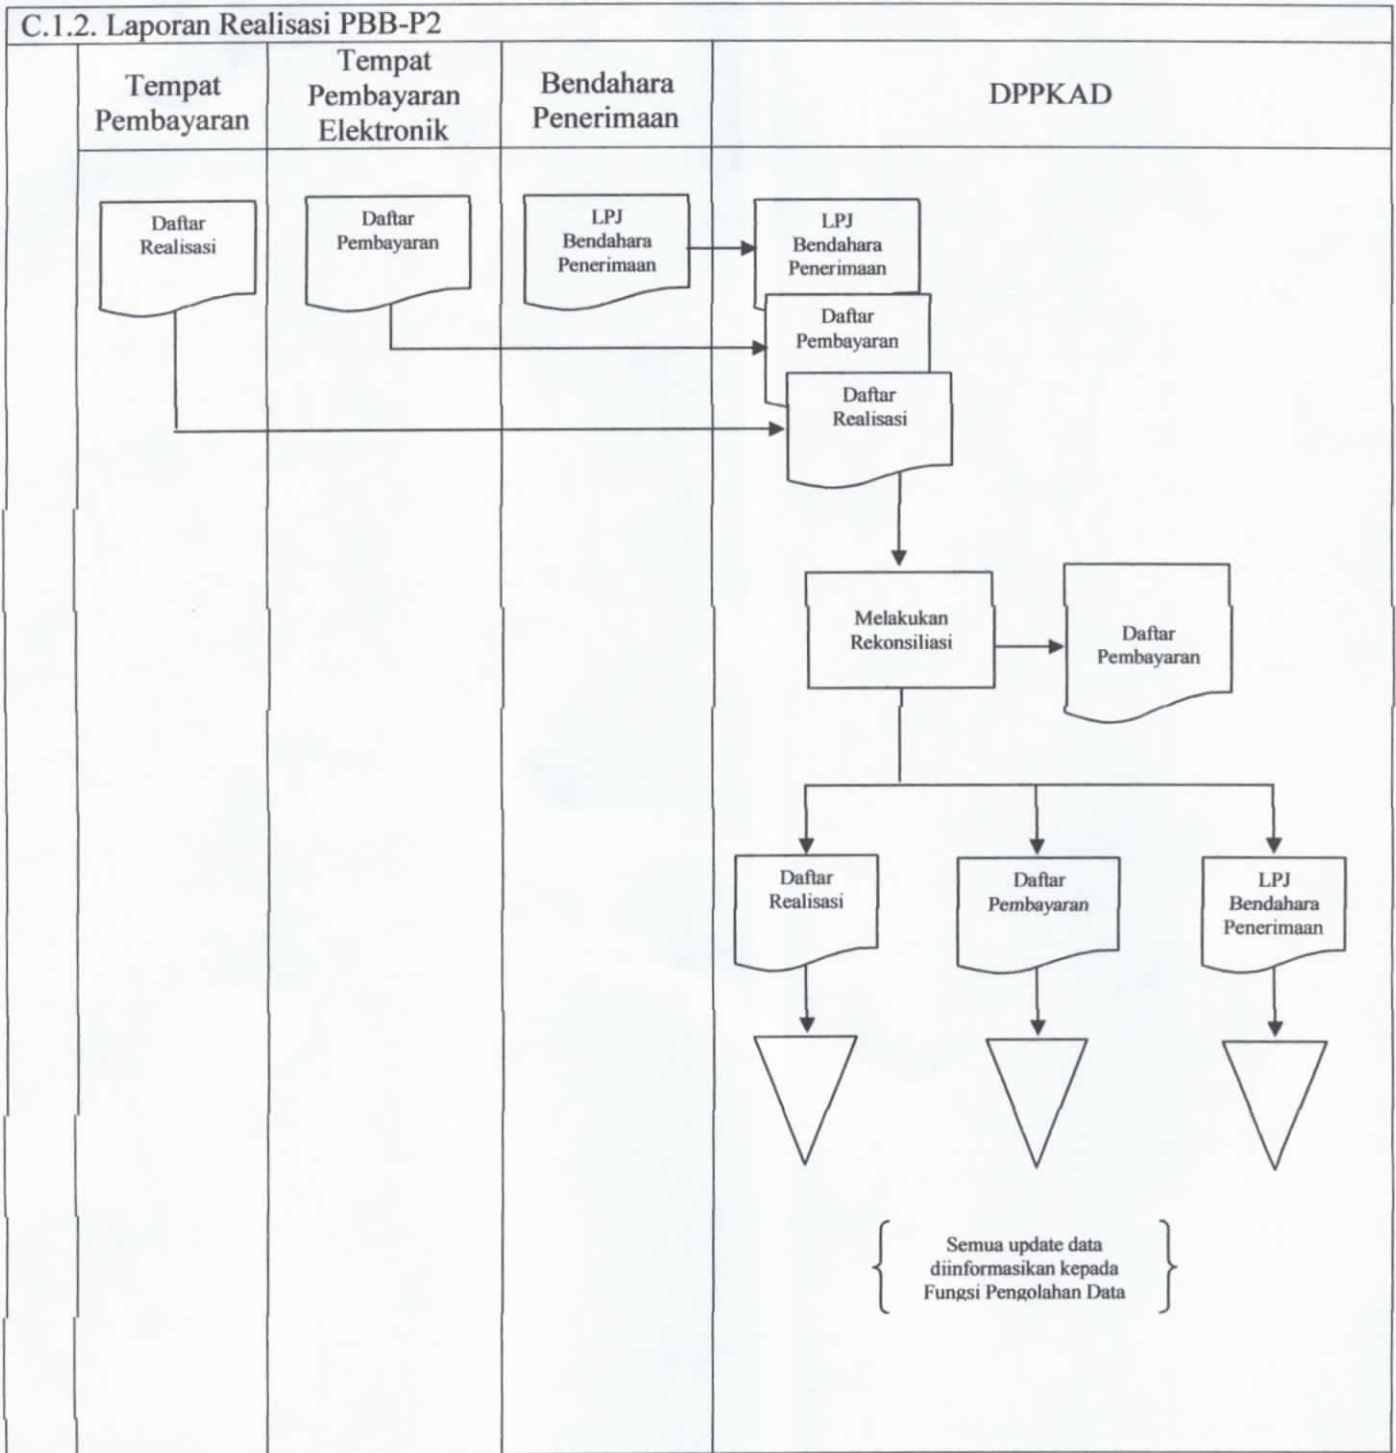 C.1.2. Laporan Realisasi PBB-P2
Tempat
Pembayaran
Tempat
Pembayaran
Elektronik
Bendahara
Penerimaan
DPPKAD
Daftar
Realisasi
Daftar
Pembayaran
LPJ
Bendahara
Penerimaan
LPJ
Bendahara
Penerimaan
Daftar
Pembayaran
Daftar
Realisasi
Melakukan
Rekonsiliasi
Daftar
Pembayaran
Daftar
Realisasi
Daftar
Pembayaran
LPJ
Bendahara
Penerimaan
Semua update data
diinformasikan kepada
Fungsi Pengolahan Data